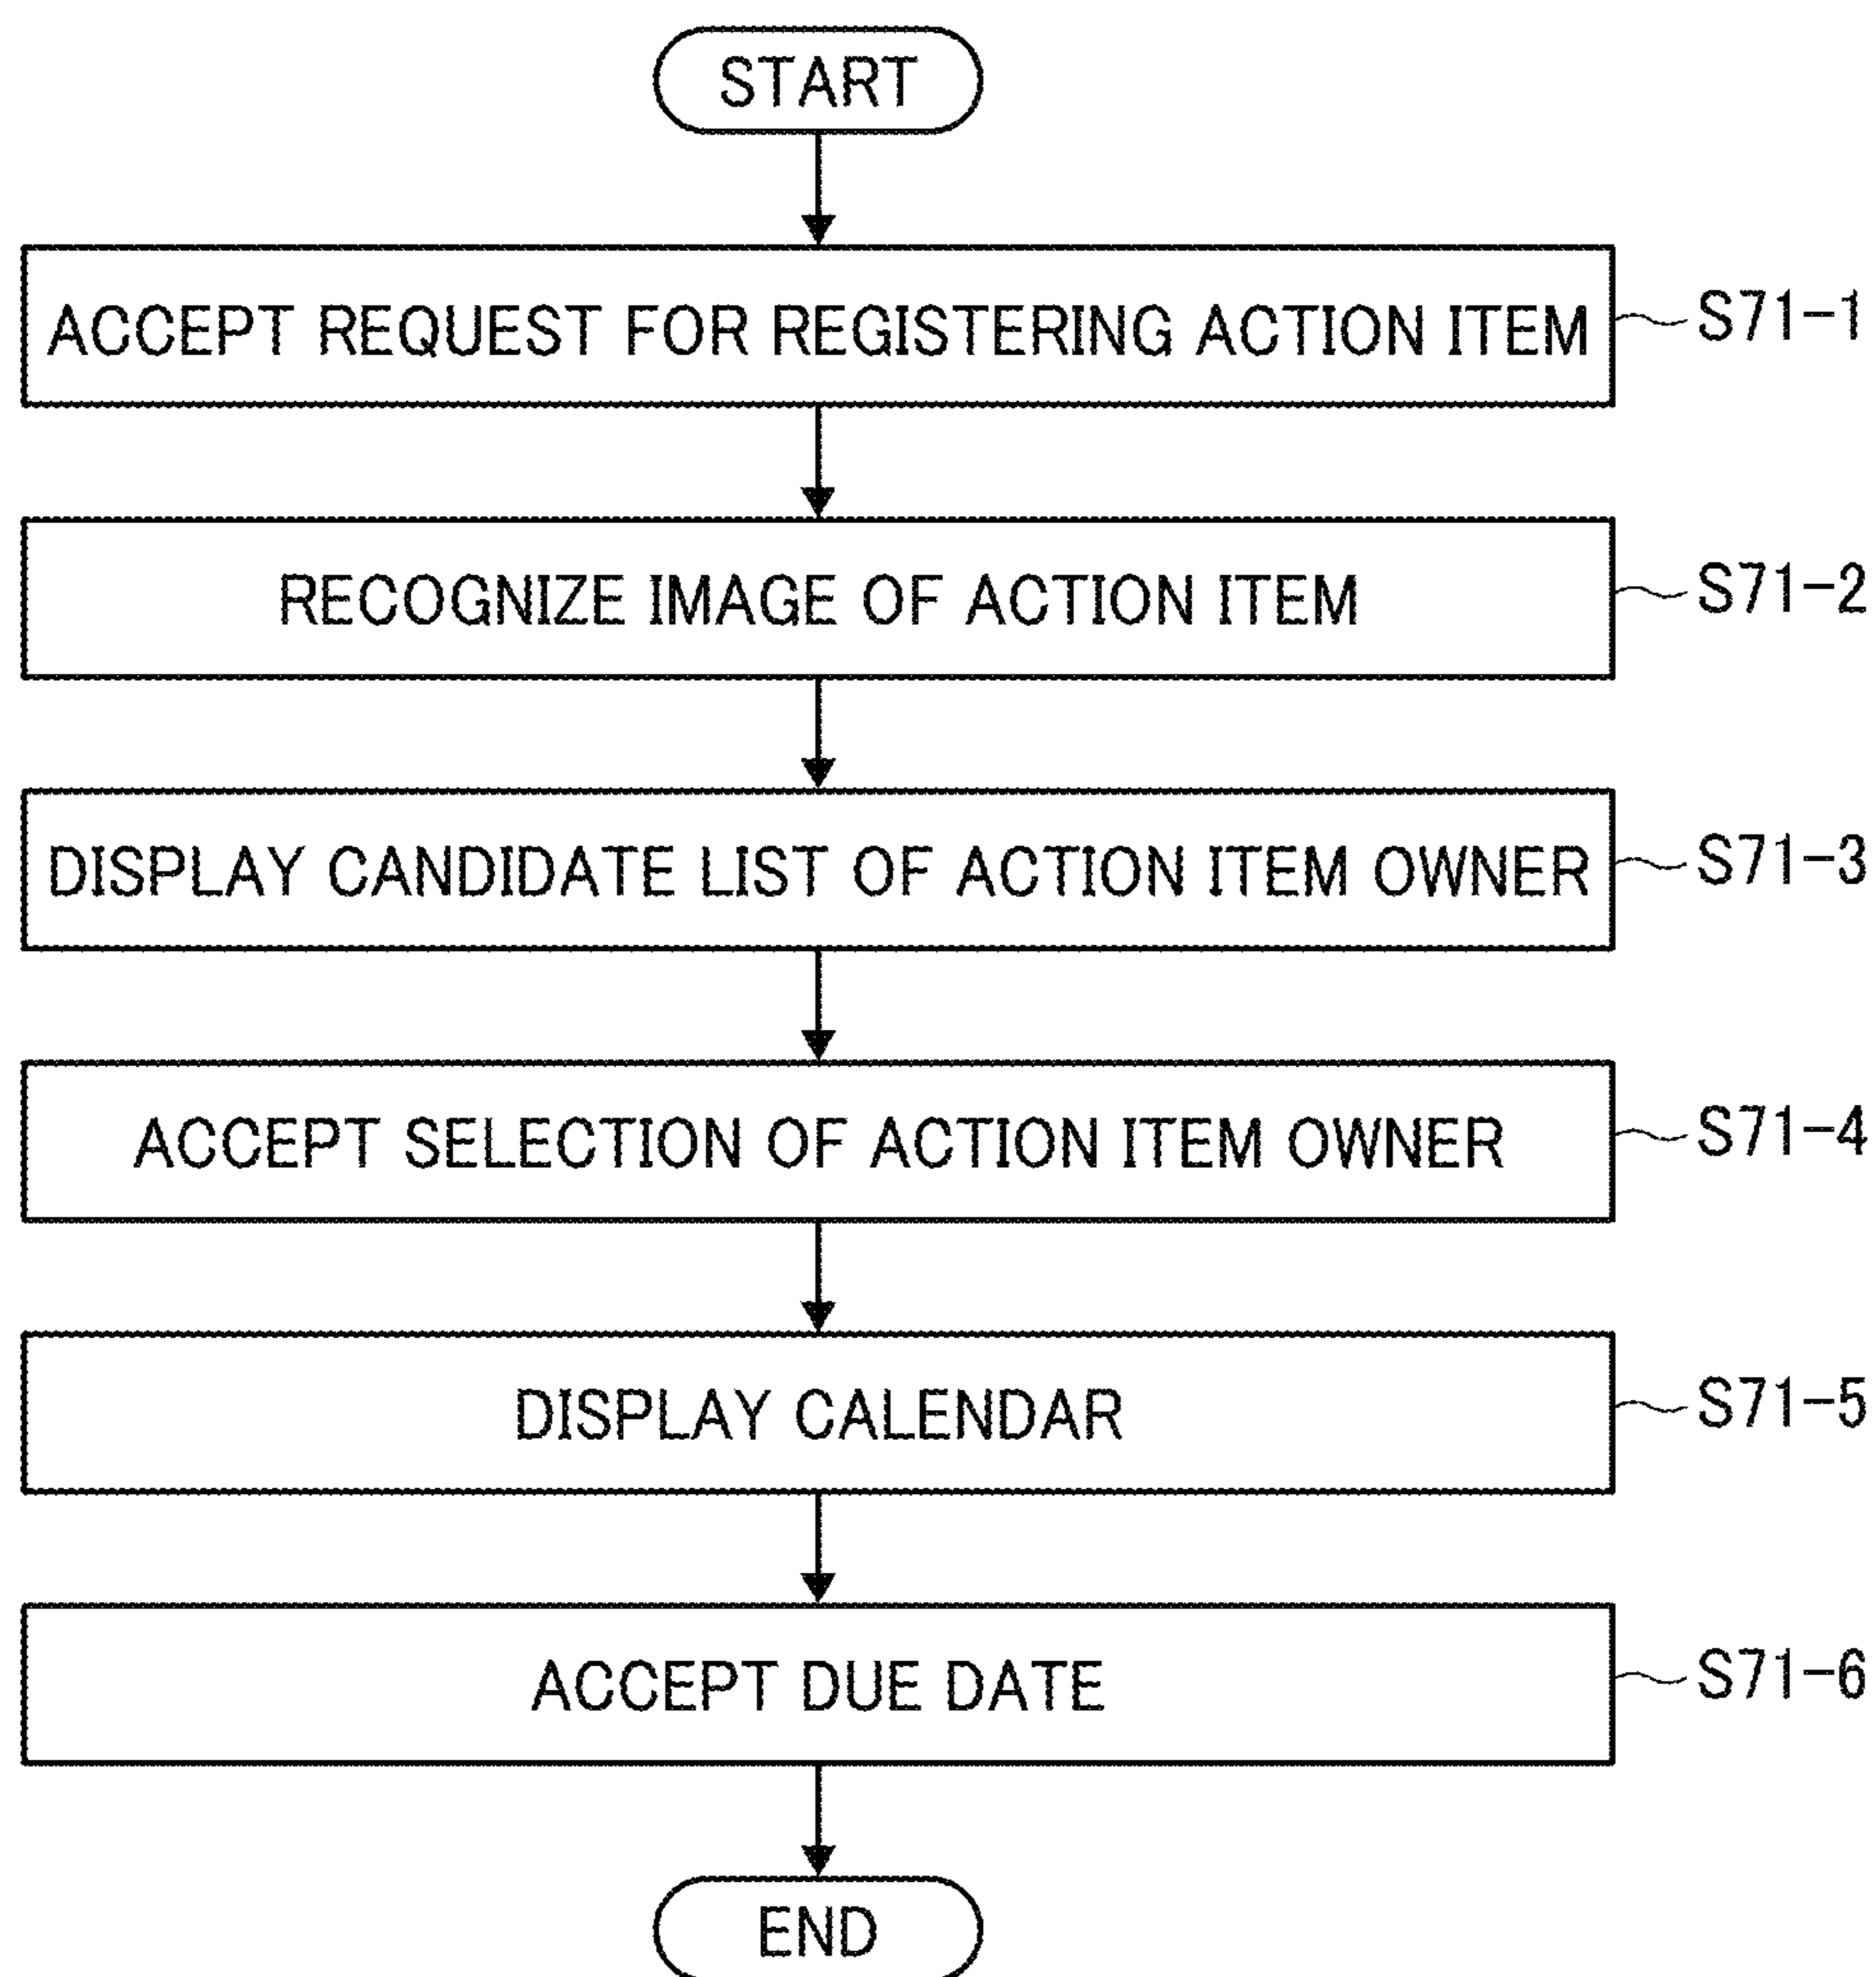 START
ACCEPT REQUEST FOR REGISTERING ACTION ITEM S71-1
RECOGNIZE IMAGE OF ACTION ITEM S71-2
DISPLAY CANDIDATE LIST OF ACTION ITEM OWNER S71-3
ACCEPT SELECTION OF ACTION ITEM OWNER S71-4
DISPLAY CALENDAR S71-5
ACCEPT DUE DATE S71-6
END